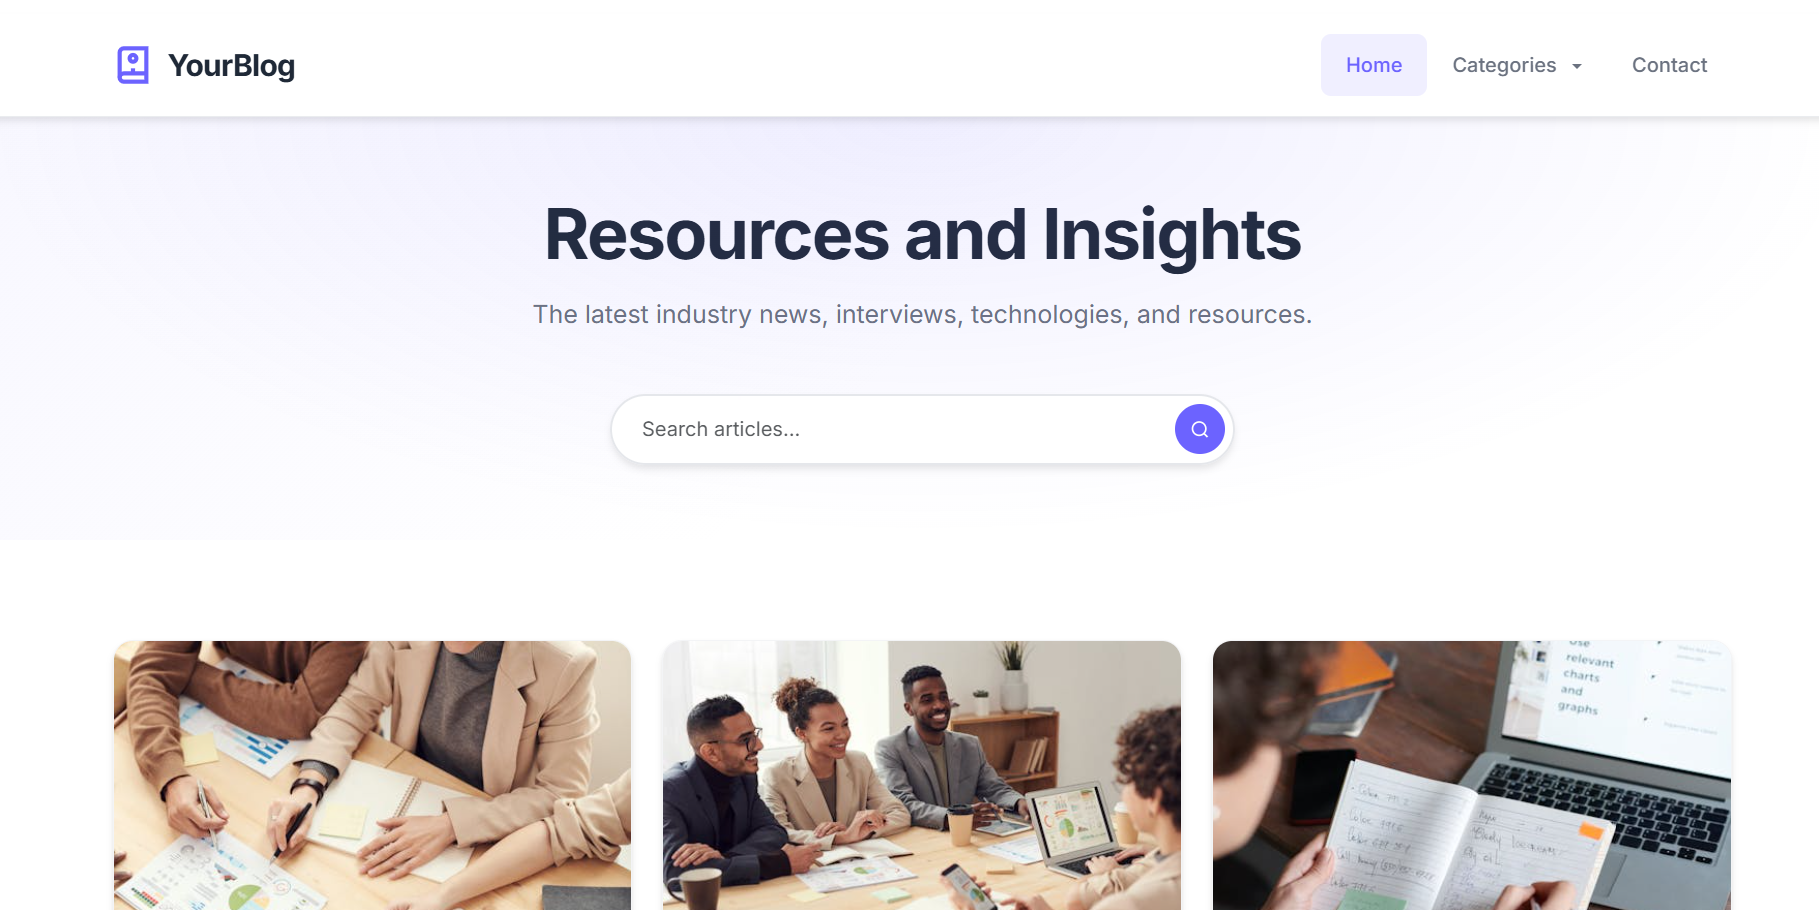 YourBlog
Home
Categories
Contact
Resources and Insights
The latest industry news, interviews, technologies, and resources.
Search articles...
use
relevant
charts
and
graphs